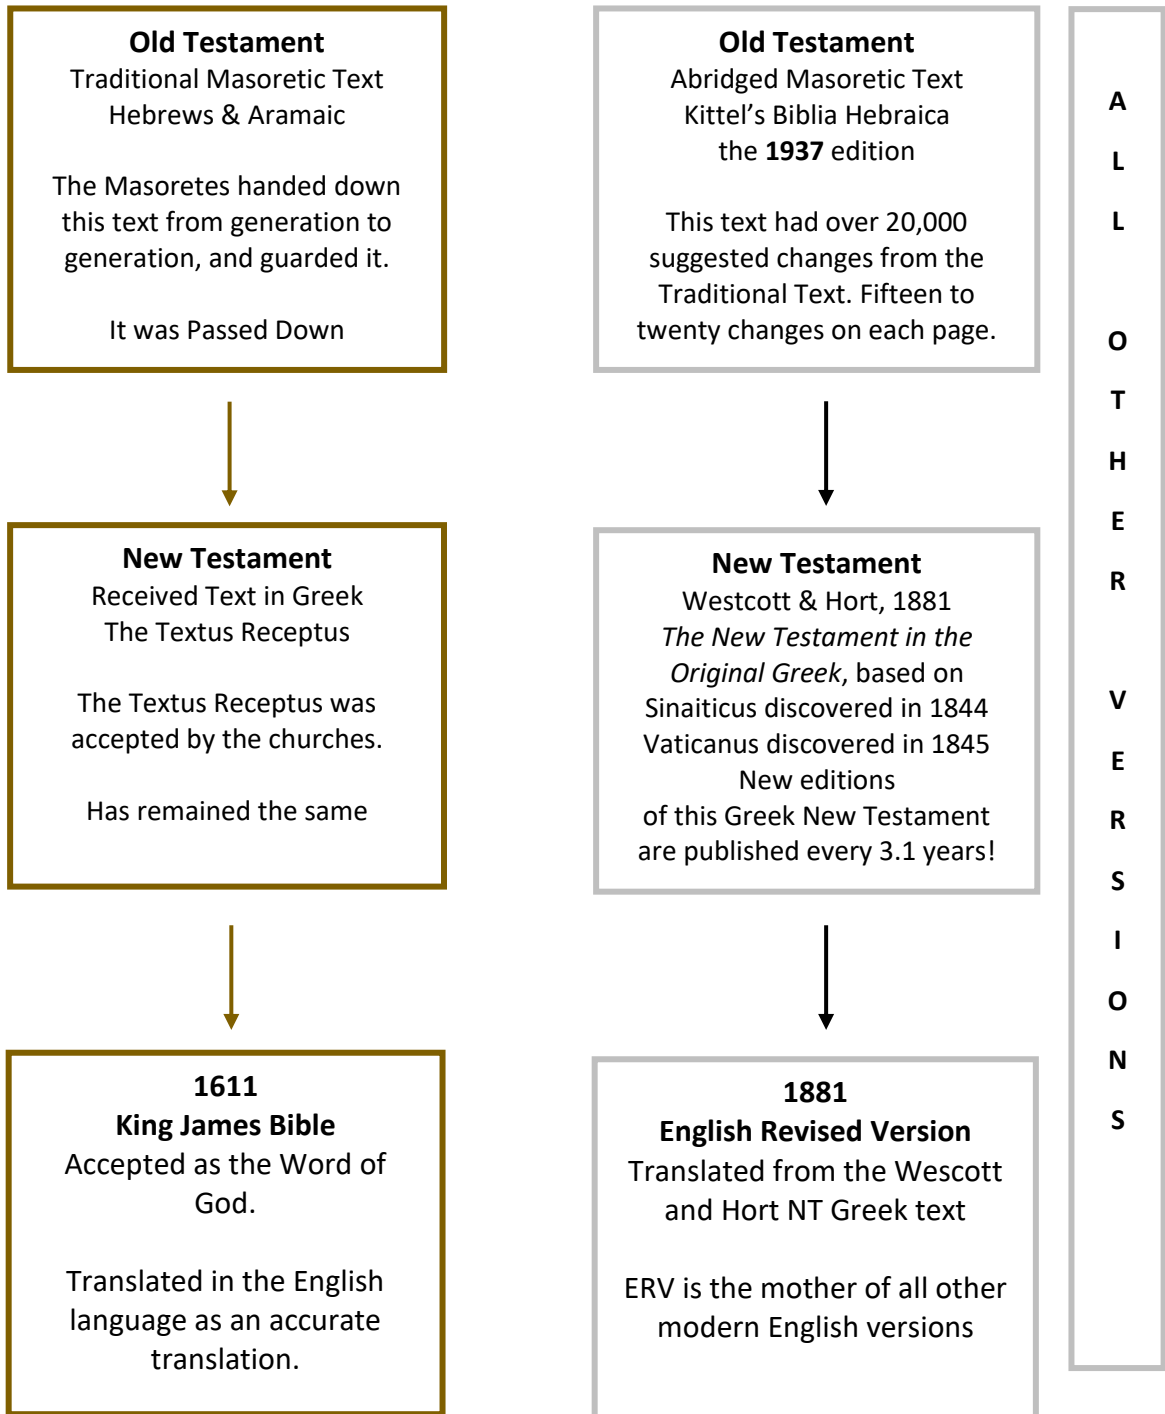 Old Testament
Traditional Masoretic Text
Hebrews & Aramaic
The Masoretes handed down
this text from generation to
generation, and guarded it.
It was Passed Down
New Testament
Received Text in Greek
The Textus Receptus
The Textus Receptus was
accepted by the churches.
Has remained the same
1611
King James Bible
Accepted as the Word of
God.
Translated in the English
language as an accurate
translation.
Old Testament
Abridged Masoretic Text
Kittel’s Biblia Hebraica
the 1937 edition
This text had over 20,000
suggested changes from the
Traditional Text. Fifteen to
twenty changes on each page.
New Testament
Westcott & Hort, 1881
The New Testament in the
Original Greek, based on
Sinaiticus discovered in 1844
Vaticanus discovered in 1845
New editions
of this Greek New Testament
are published every 3.1 years!
1881
English Revised Version
Translated from the Wescott
and Hort NT Greek text
ERV is the mother of all other
modern English versions
ALL OTHER VERSIONS